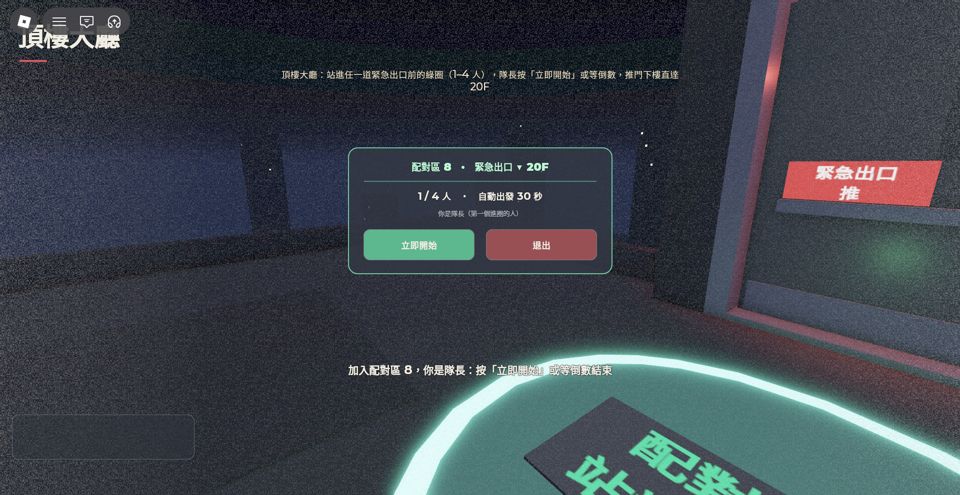 頂樓大廳
頂樓大廳：站進任一道緊急出口前的綠圈（1–4 人），隊長按「立即開始」或等倒數，推門下樓直達
20F
配對區 8 • 緊急出口 ▼ 20F
1 / 4 人 • 自動出發 30 秒
你是隊長（第一個進圈的人）
立即開始
退出
緊急出口
推
加入配對區 8，你是隊長：按「立即開始」或等倒數結束
配對
站